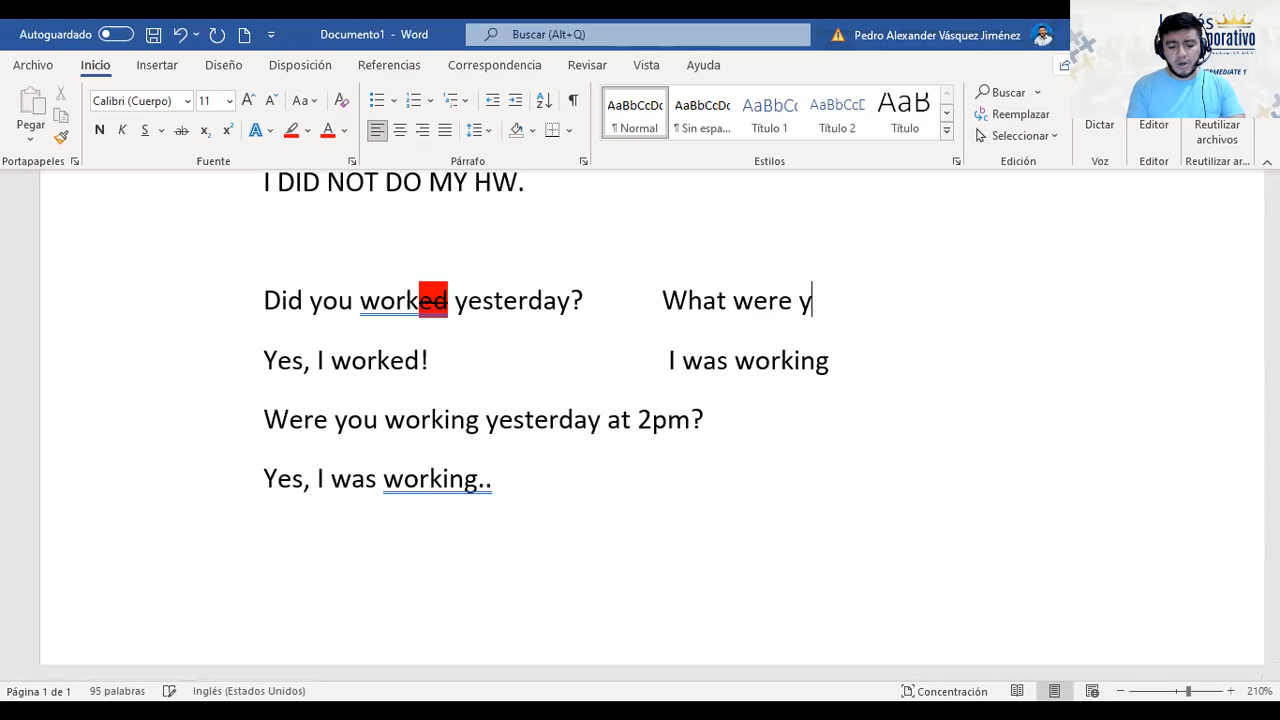 Autoguardado
Documento1 - Word
Buscar (Alt+Q)
Pedro Alexander Vásquez Jiménez
Archivo Inicio Insertar Diseño Disposición Referencias Correspondencia Revisar Vista Ayuda
Pegar
Calibri (Cuerpo) 11
AaBbCcDc AaBbCcDc AaBbCc AaBbCcD AaB
¶ Normal ¶ Sin espa... Título 1 Título 2 Título
Buscar
Reemplazar
Seleccionar
Dictar Editor Reutilizar archivos
Portapapeles Fuente Párrafo Estilos Edición Voz Editor Reutilizar ar...
I DID NOT DO MY HW.
Did you worked yesterday? What were y
Yes, I worked! I was working
Were you working yesterday at 2pm?
Yes, I was working..
Página 1 de 1 95 palabras Inglés (Estados Unidos) Concentración 210%